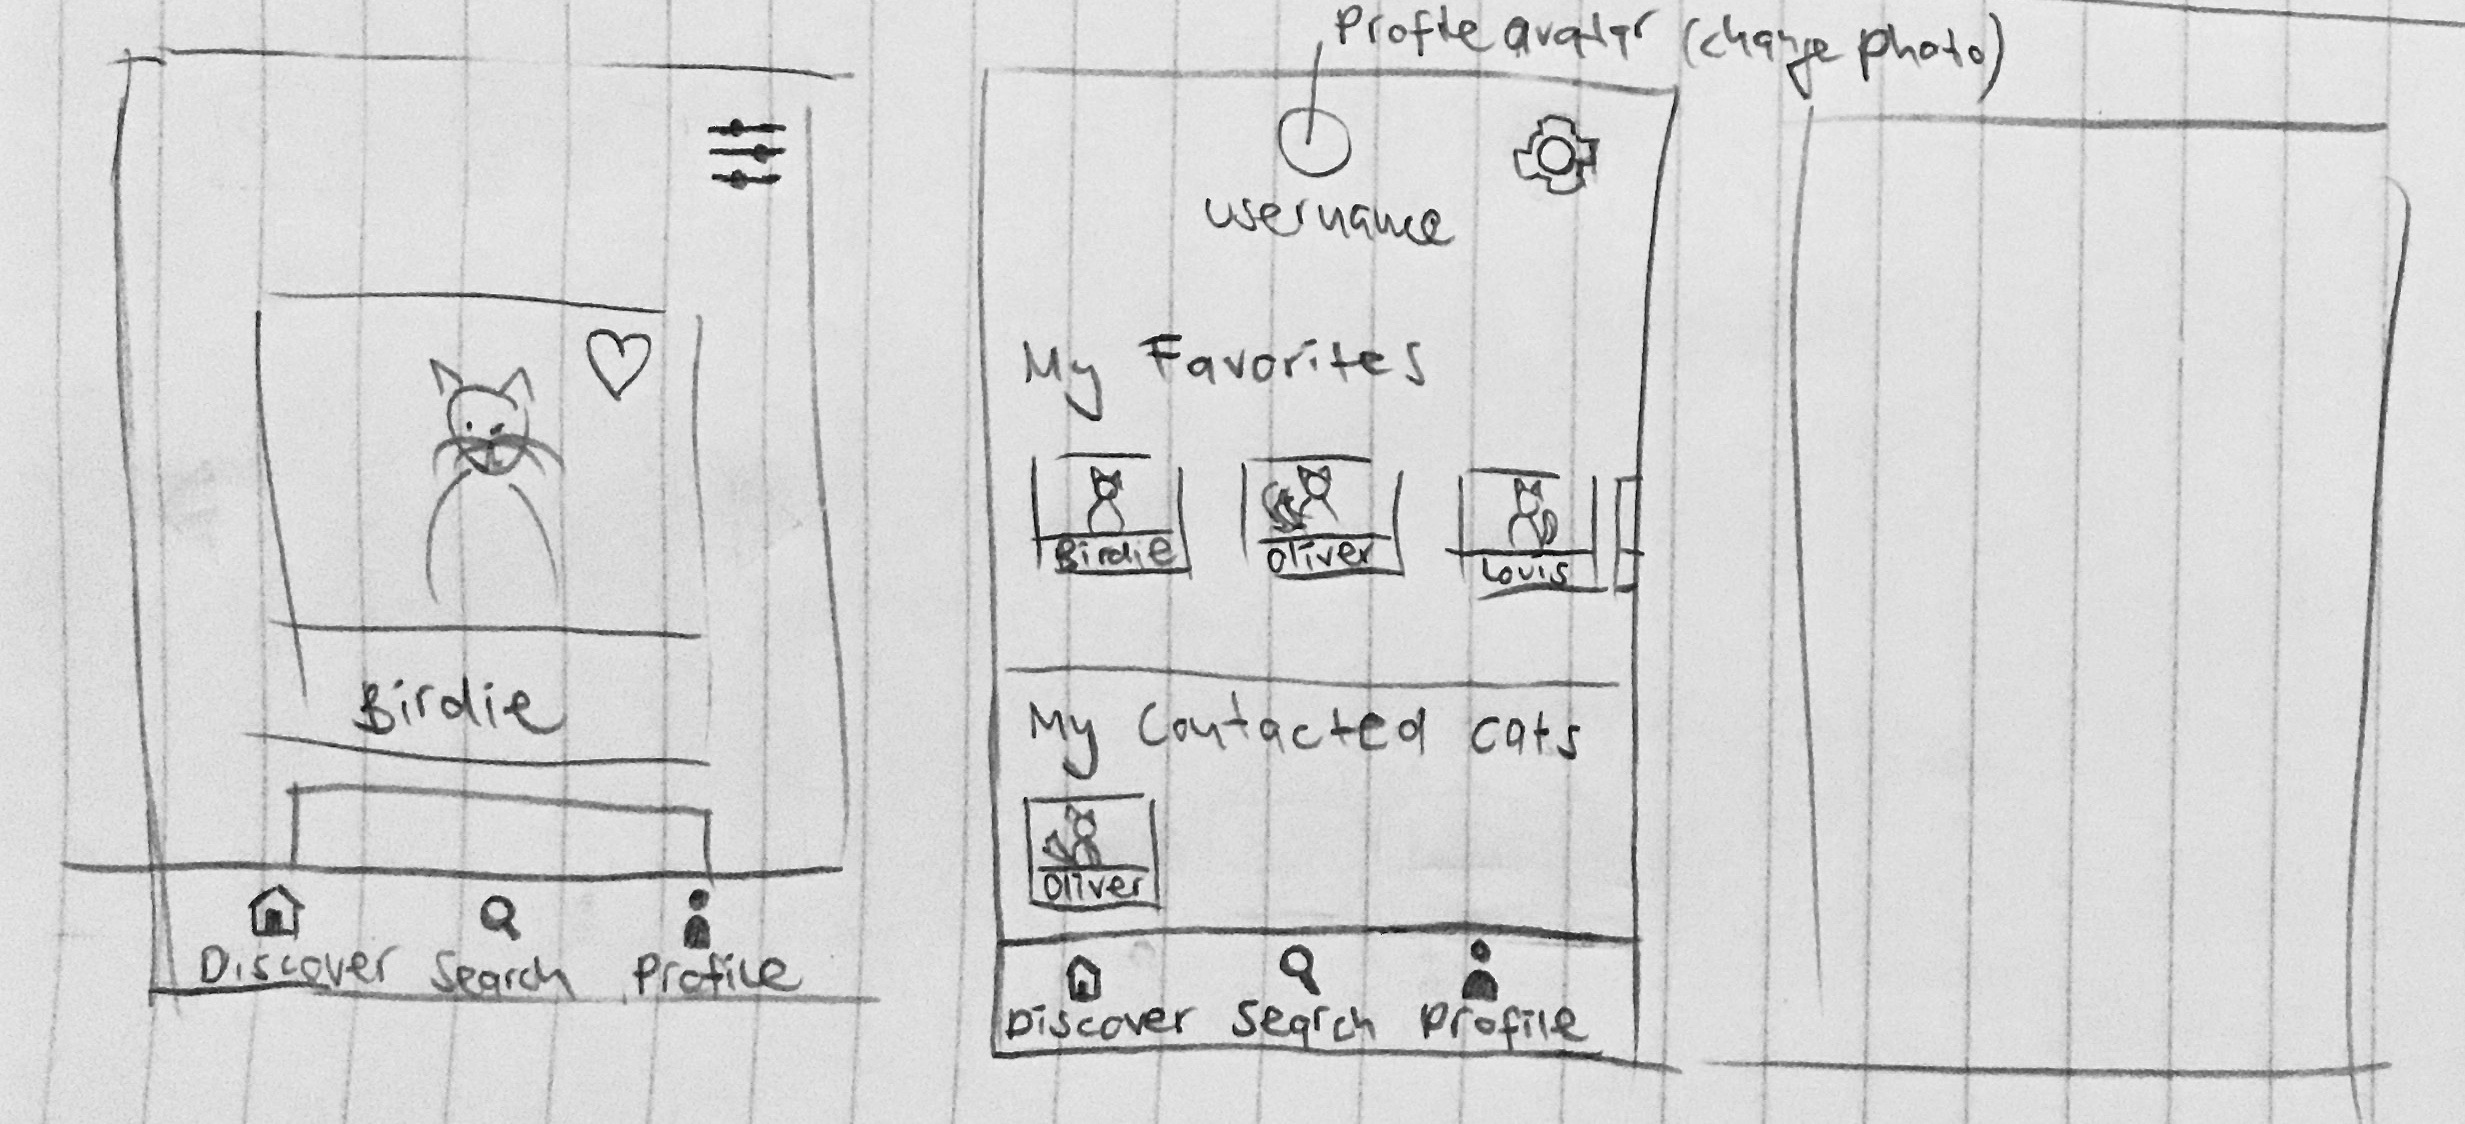 Profile avatar (change photo)
username
My Favorites
Birdie
Oliver
Louis
My Contacted cats
Oliver
Discover Search Profile
Birdie
Discover Search Profile